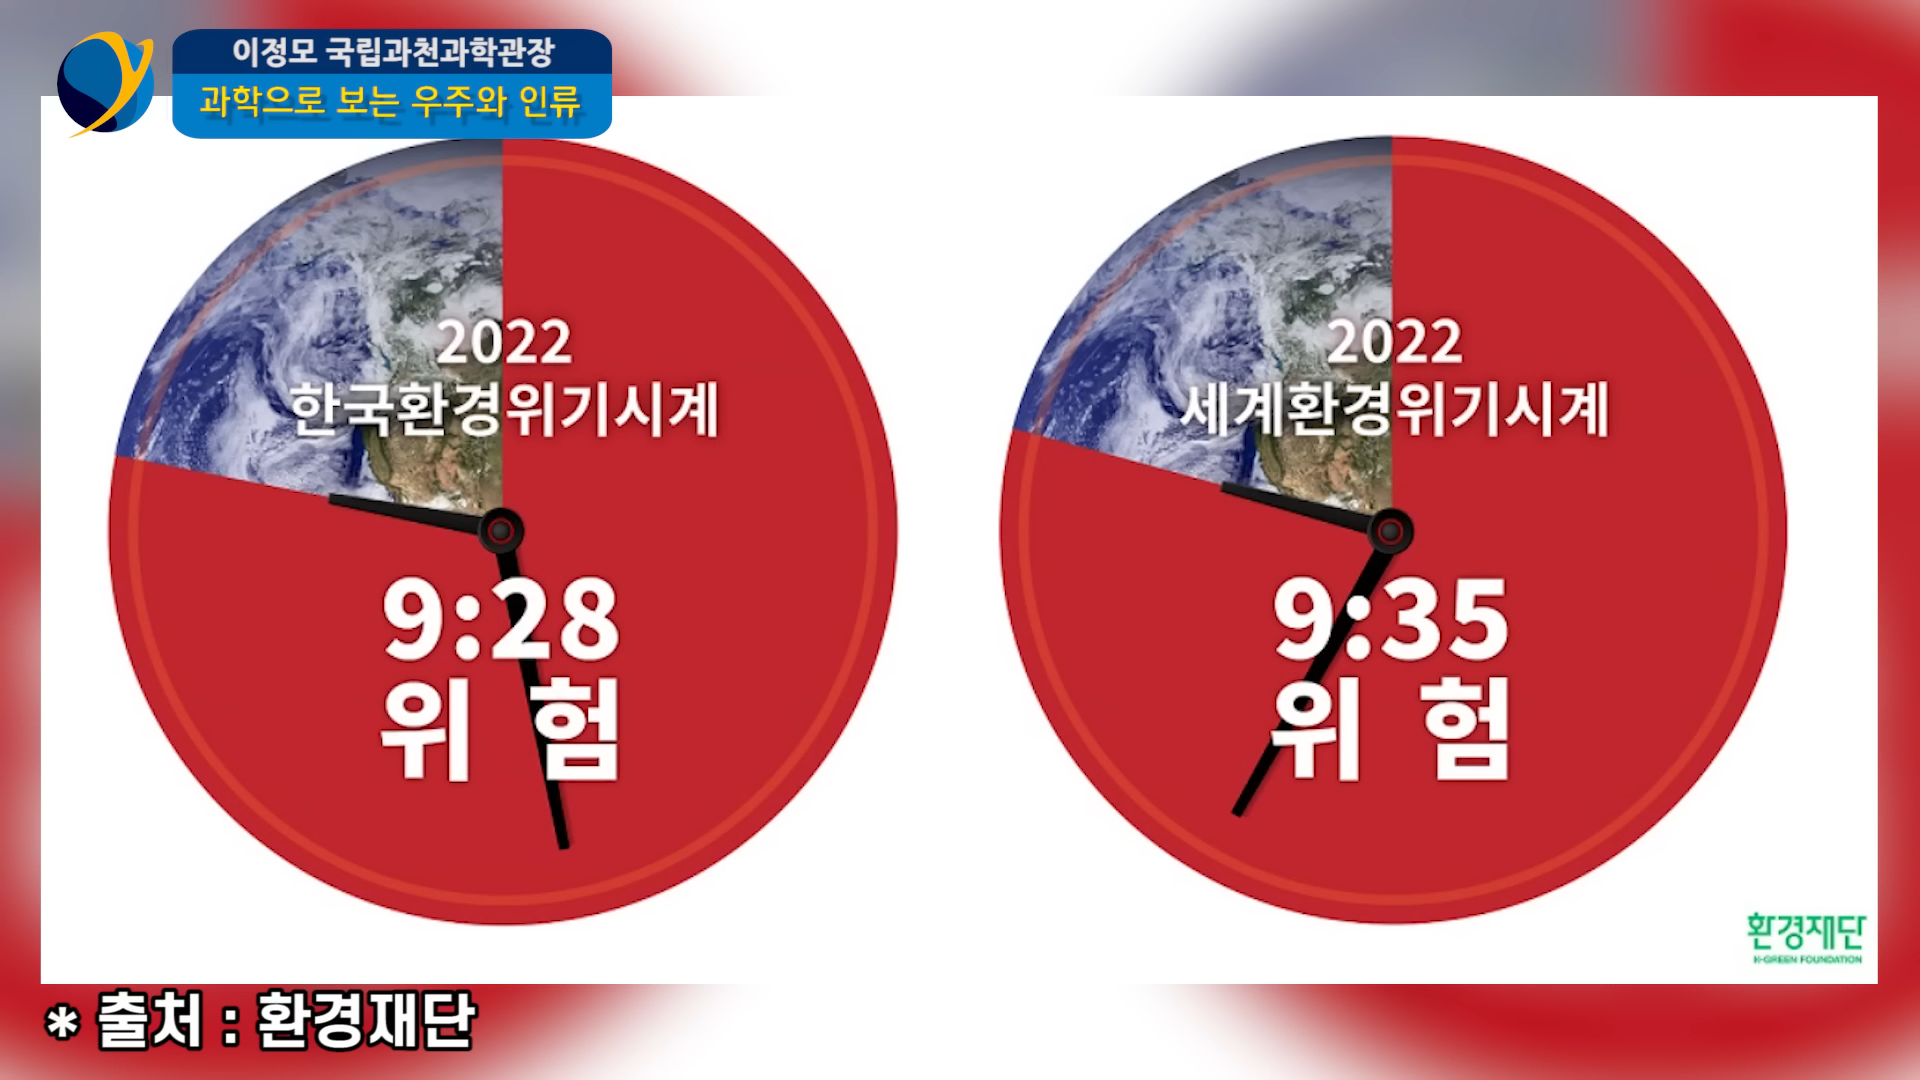 이정모 국립과천과학관장
과학으로 보는 우주와 인류
2022
한국환경위기시계
9:28
위 험
2022
세계환경위기시계
9:35
위 험
환경재단
K-GREEN FOUNDATION
* 출처 : 환경재단